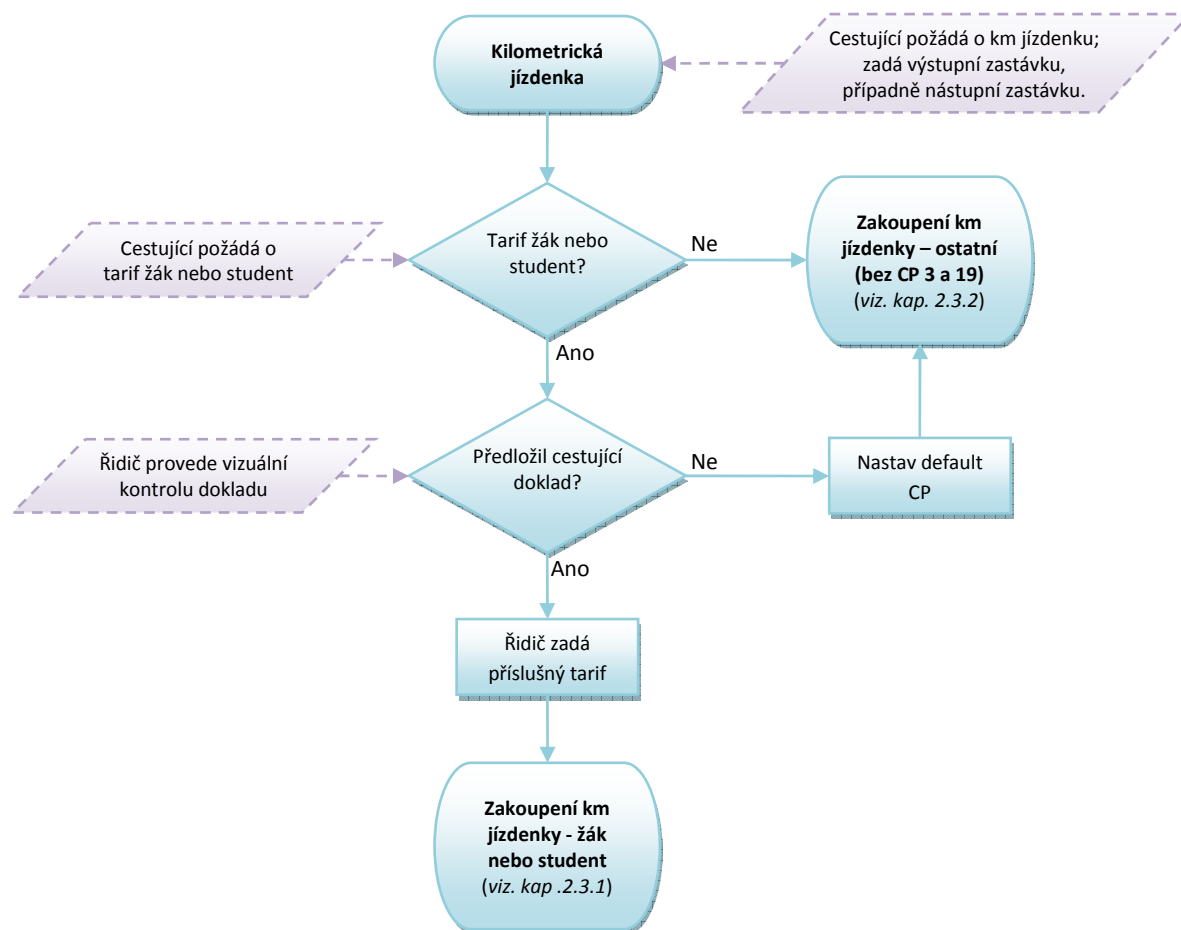 Kilometrická
jízdenka
Cestující požádá o km jízdenku;
zadá výstupní zastávku,
případně nástupní zastávku.
Cestující požádá o
tarif žák nebo student
Tarif žák nebo
student?
Ne
Zakoupení km
jízdenky – ostatní
(bez CP 3 a 19)
(viz. kap. 2.3.2)
Ano
Řidič provede vizuální
kontrolu dokladu
Předložil cestující
doklad?
Ne
Nastav default
CP
Ano
Řidič zadá
příslušný tarif
Zakoupení km
jízdenky - žák
nebo student
(viz. kap .2.3.1)